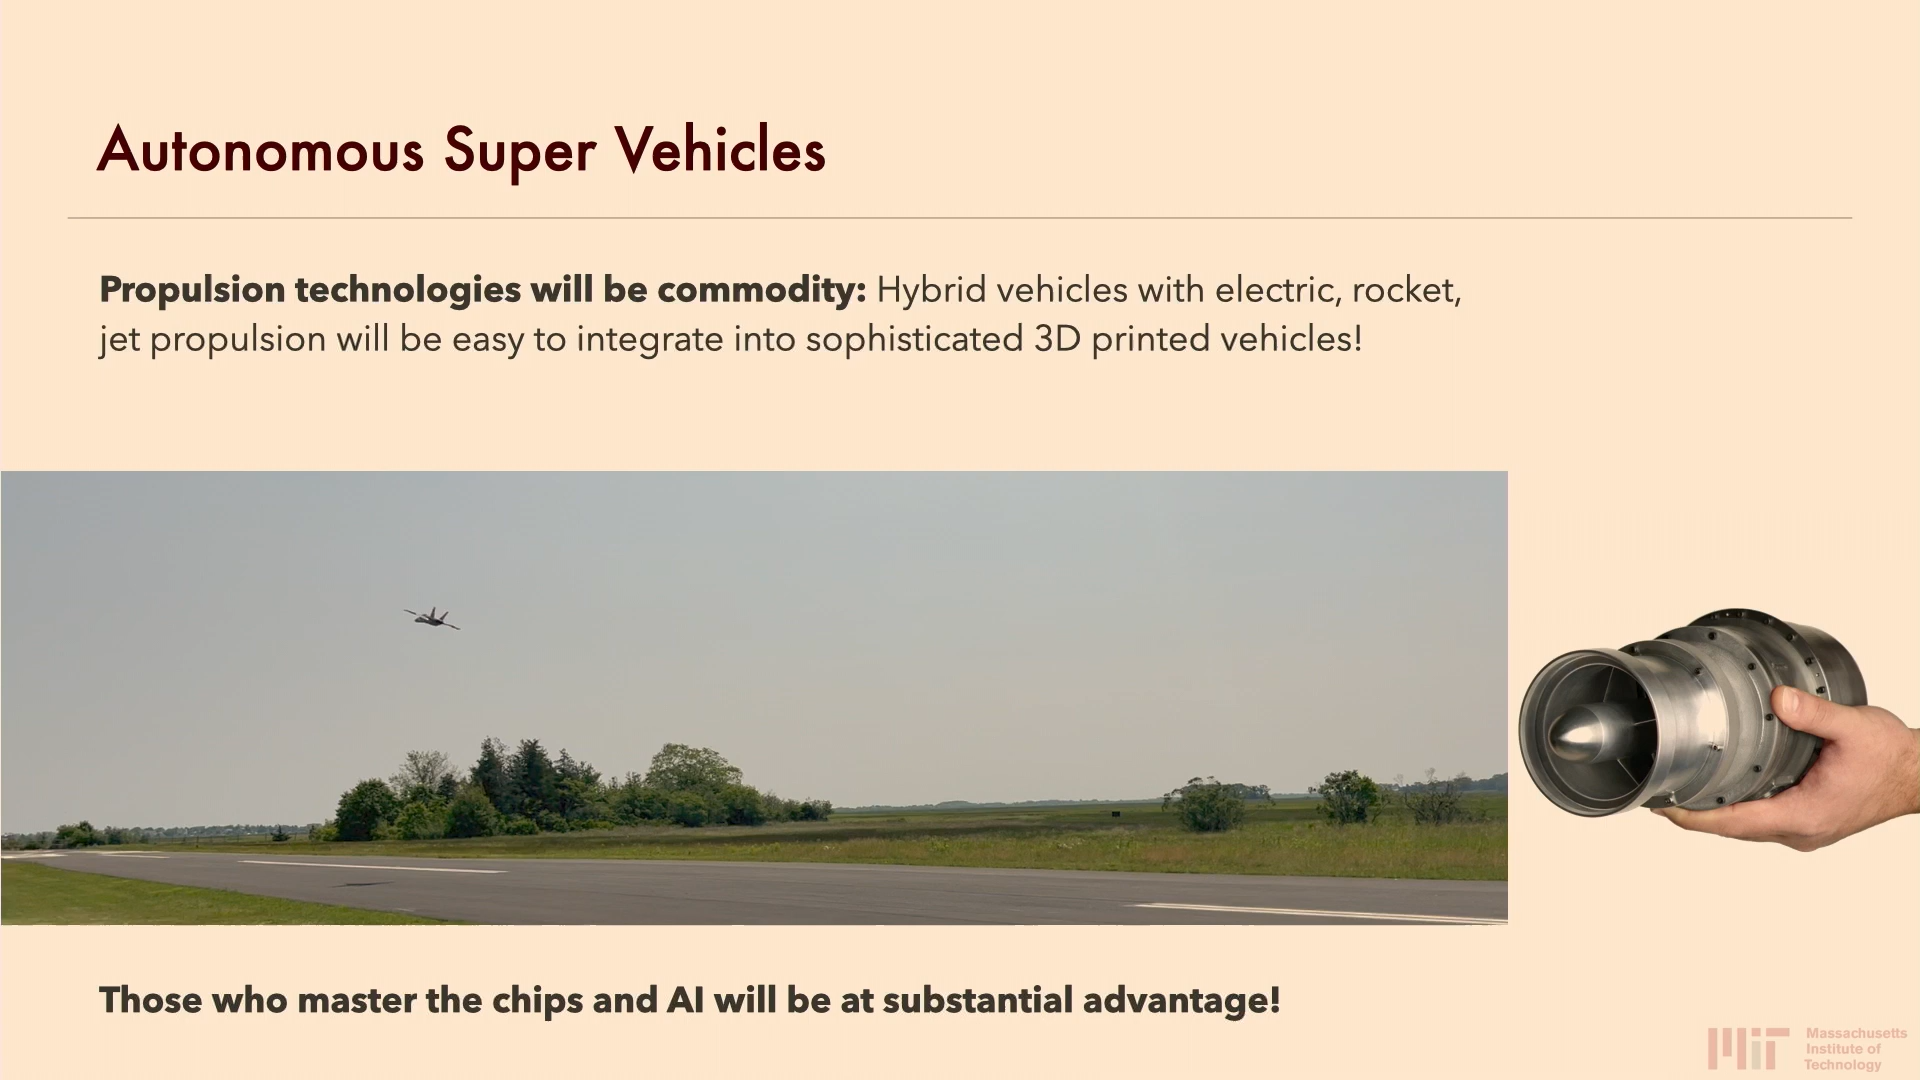 Autonomous Super Vehicles
Propulsion technologies will be commodity: Hybrid vehicles with electric, rocket,
jet propulsion will be easy to integrate into sophisticated 3D printed vehicles!
Those who master the chips and AI will be at substantial advantage!
MIT Massachusetts
Institute of
Technology